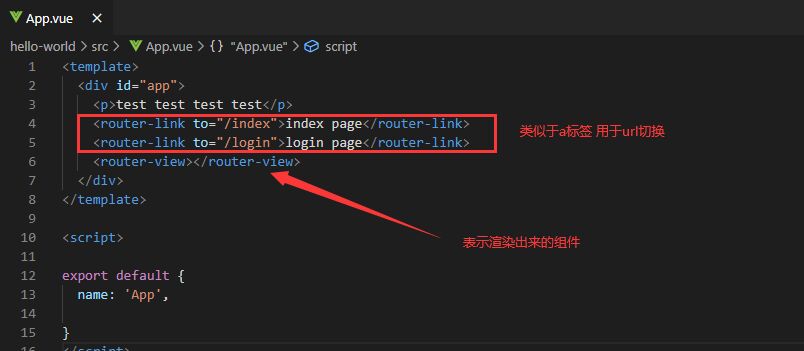 App.vue
hello-world > src > App.vue > {} "App.vue" > script
1 <template>
2 <div id="app">
3 <p>test test test test</p>
4 <router-link to="/index">index page</router-link>
类似于a标签 用于url切换
5 <router-link to="/login">login page</router-link>
6 <router-view></router-view>
7 </div>
8 </template>
表示渲染出来的组件
9
10 <script>
11
12 export default {
13 name: 'App',
14
15 }
16 </script>